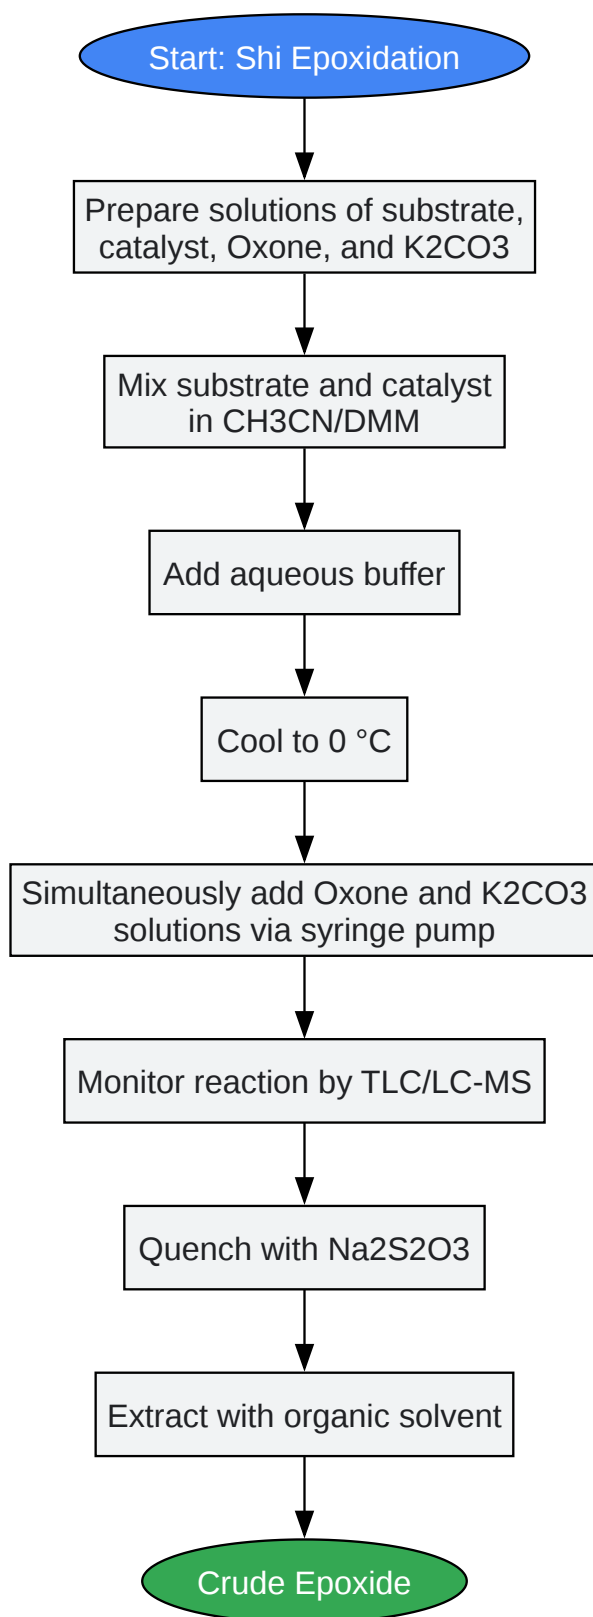 Start: Shi Epoxidation
Prepare solutions of substrate,
catalyst, Oxone, and K2CO3
Mix substrate and catalyst
in CH3CN/DMM
Add aqueous buffer
Cool to 0 °C
Simultaneously add Oxone and K2CO3
solutions via syringe pump
Monitor reaction by TLC/LC-MS
Quench with Na2S2O3
Extract with organic solvent
Crude Epoxide